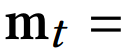 m_t =